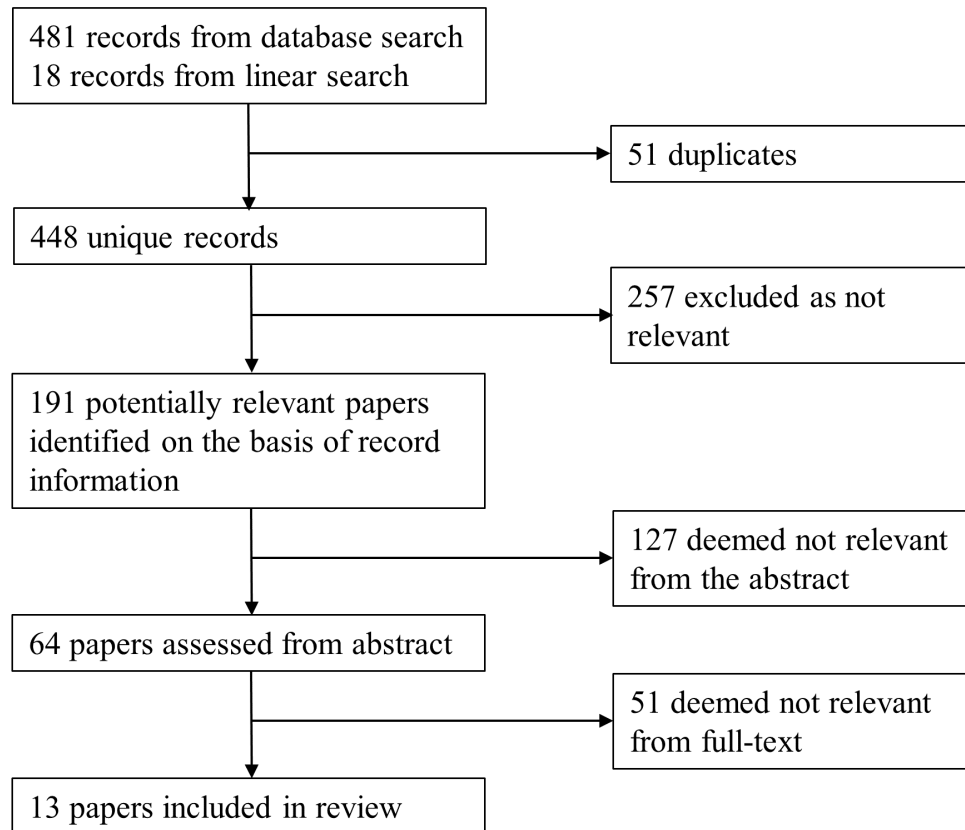 481 records from database search
18 records from linear search
51 duplicates
448 unique records
257 excluded as not
relevant
191 potentially relevant papers
identified on the basis of record
information
127 deemed not relevant
from the abstract
64 papers assessed from abstract
51 deemed not relevant
from full-text
13 papers included in review